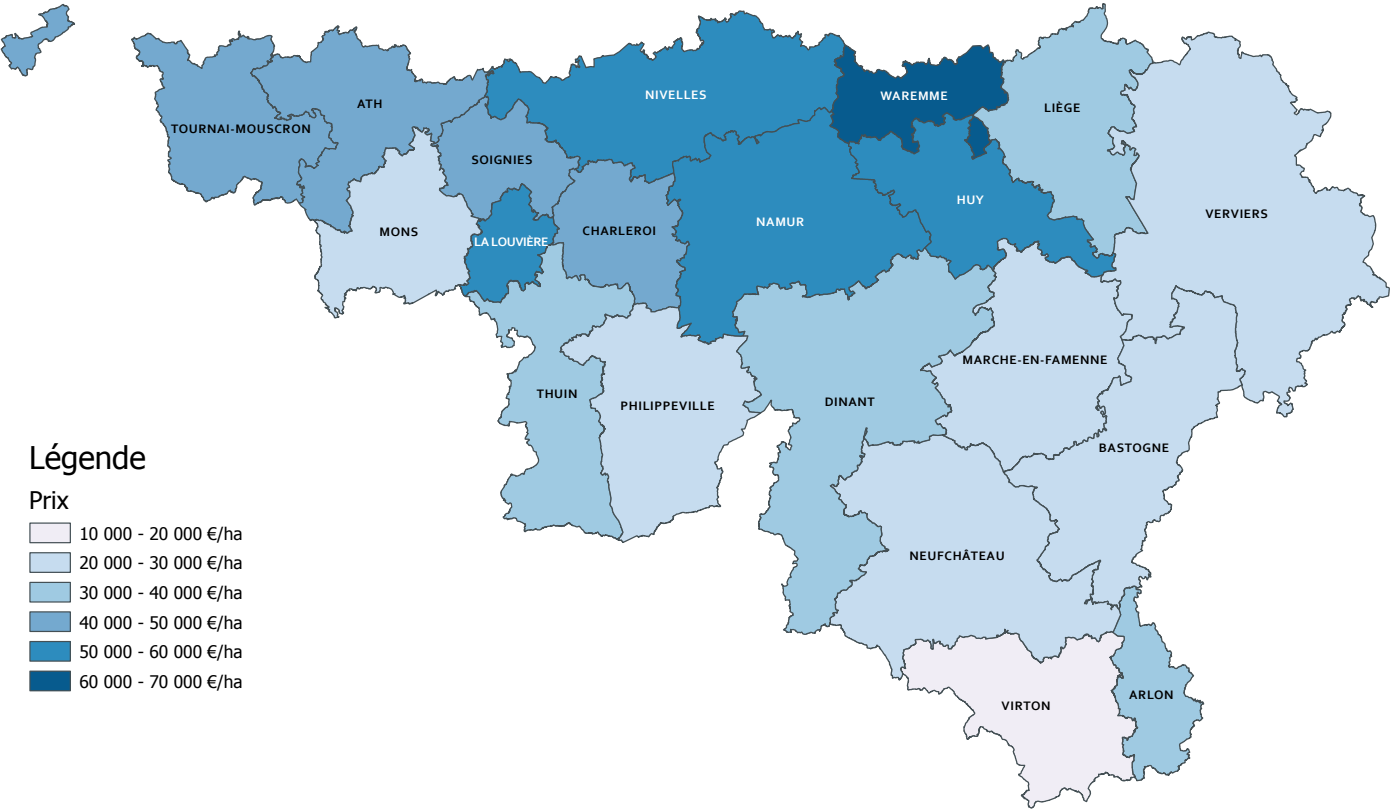 NIVELLES
WAREMME
ATH
LIÈGE
TOURNAI-MOUSCRON
SOIGNIES
HUY
VERVIERS
NAMUR
MONS
CHARLEROI
LA LOUVIÈRE
MARCHE-EN-FAMENNE
THUIN
DINANT
PHILIPPEVILLE
BASTOGNE
NEUFCHÂTEAU
ARLON
VIRTON
Légende
Prix
10 000 - 20 000 €/ha
20 000 - 30 000 €/ha
30 000 - 40 000 €/ha
40 000 - 50 000 €/ha
50 000 - 60 000 €/ha
60 000 - 70 000 €/ha